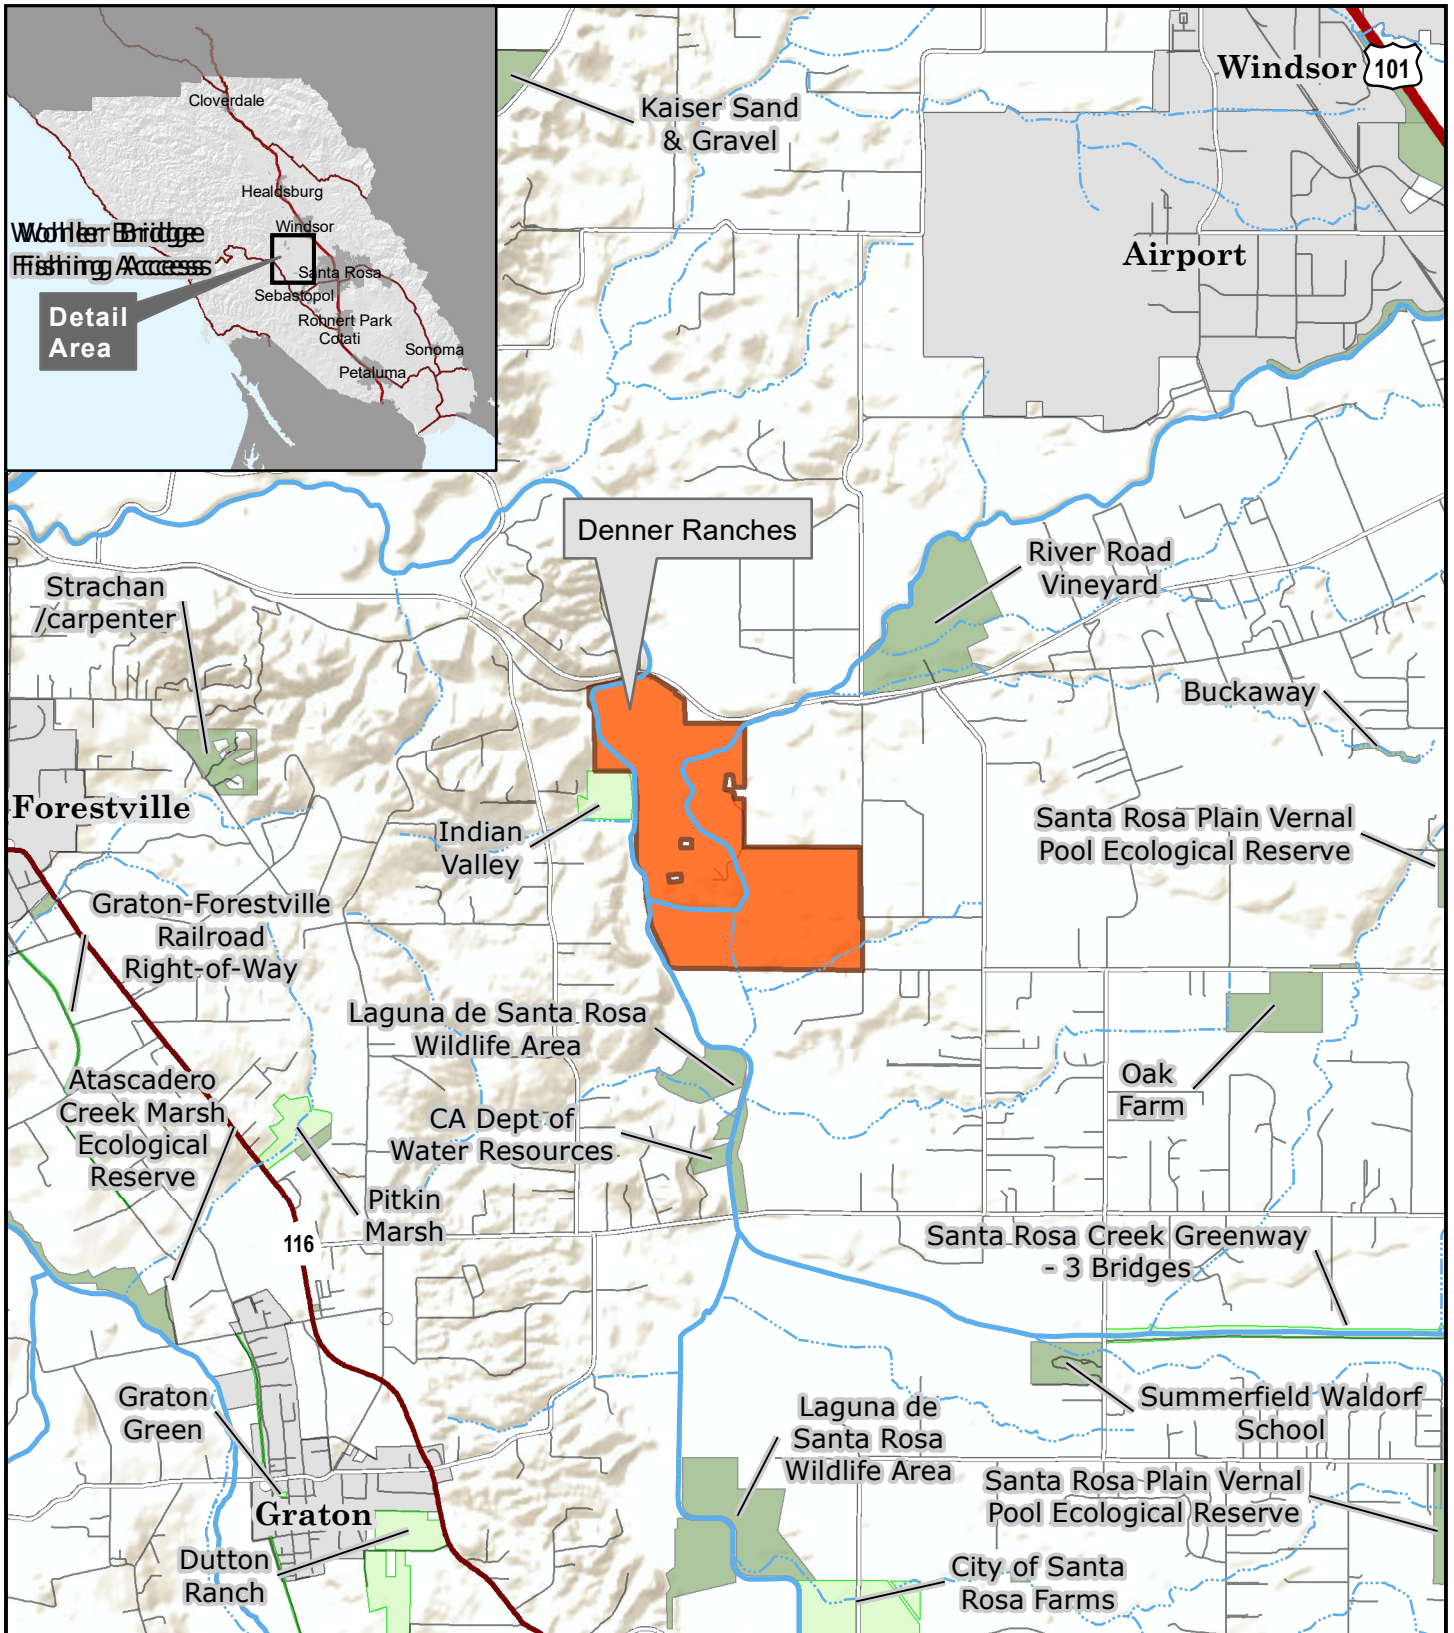 Cloverdale
Healdsburg
Windsor
Santa Rosa
Sebastopol
Rohnert Park
Cotati
Sonoma
Petaluma
Wohler Bridge
Fishing Access
Detail
Area
Kaiser Sand
& Gravel
Windsor
101
Airport
Denner Ranches
River Road
Vineyard
Strachan
/carpenter
Buckaway
Forestville
Indian
Valley
Santa Rosa Plain Vernal
Pool Ecological Reserve
Graton-Forestville
Railroad
Right-of-Way
Laguna de Santa Rosa
Wildlife Area
Atascadero
Creek Marsh
Ecological
Reserve
CA Dept of
Water Resources
Oak
Farm
Pitkin
Marsh
116
Santa Rosa Creek Greenway
- 3 Bridges
Graton
Green
Summerfield Waldorf
School
Laguna de
Santa Rosa
Wildlife Area
Santa Rosa Plain Vernal
Pool Ecological Reserve
Graton
Dutton
Ranch
City of Santa
Rosa Farms